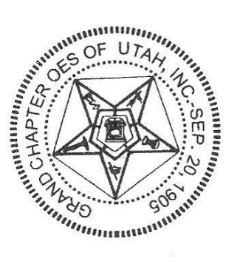 GRAND CHAPTER OES OF UTAH, INC.-SEP 20, 1905